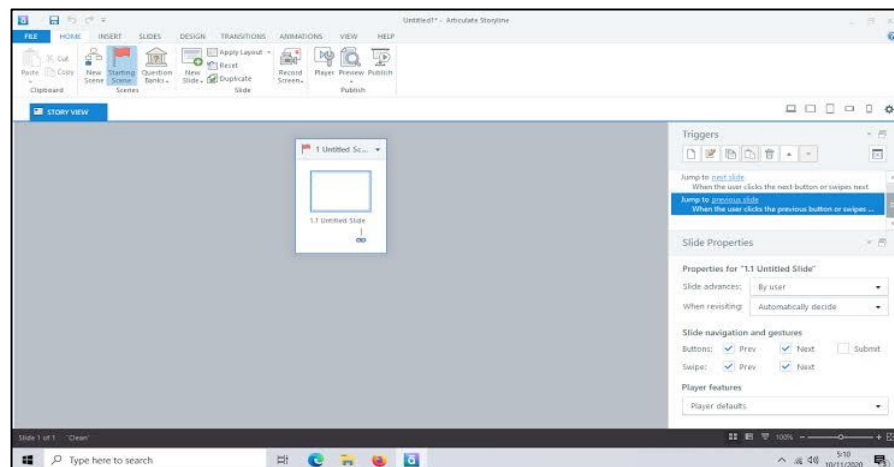 Untitled1* - Articulate Storyline
FILE HOME INSERT SLIDES DESIGN TRANSITIONS ANIMATIONS VIEW HELP
Paste Cut Copy
New Scene Starting Scene Question Banks
New Slide Apply Layout Reset Duplicate
Record Screen
Player Preview Publish
Clipboard Scenes Slide Publish
STORY VIEW
1 Untitled Sc...
1.1 Untitled Slide
Triggers
Jump to next slide
When the user clicks the next button or swipes next
Jump to previous slide
When the user clicks the previous button or swipes ...
Slide Properties
Properties for "1.1 Untitled Slide"
Slide advances: By user
When revisiting: Automatically decide
Slide navigation and gestures
Buttons: Prev Next Submit
Swipe: Prev Next
Player features
Player defaults
Slide 1 of 1 "Clean" 100%
Type here to search
5:10
10/11/2020